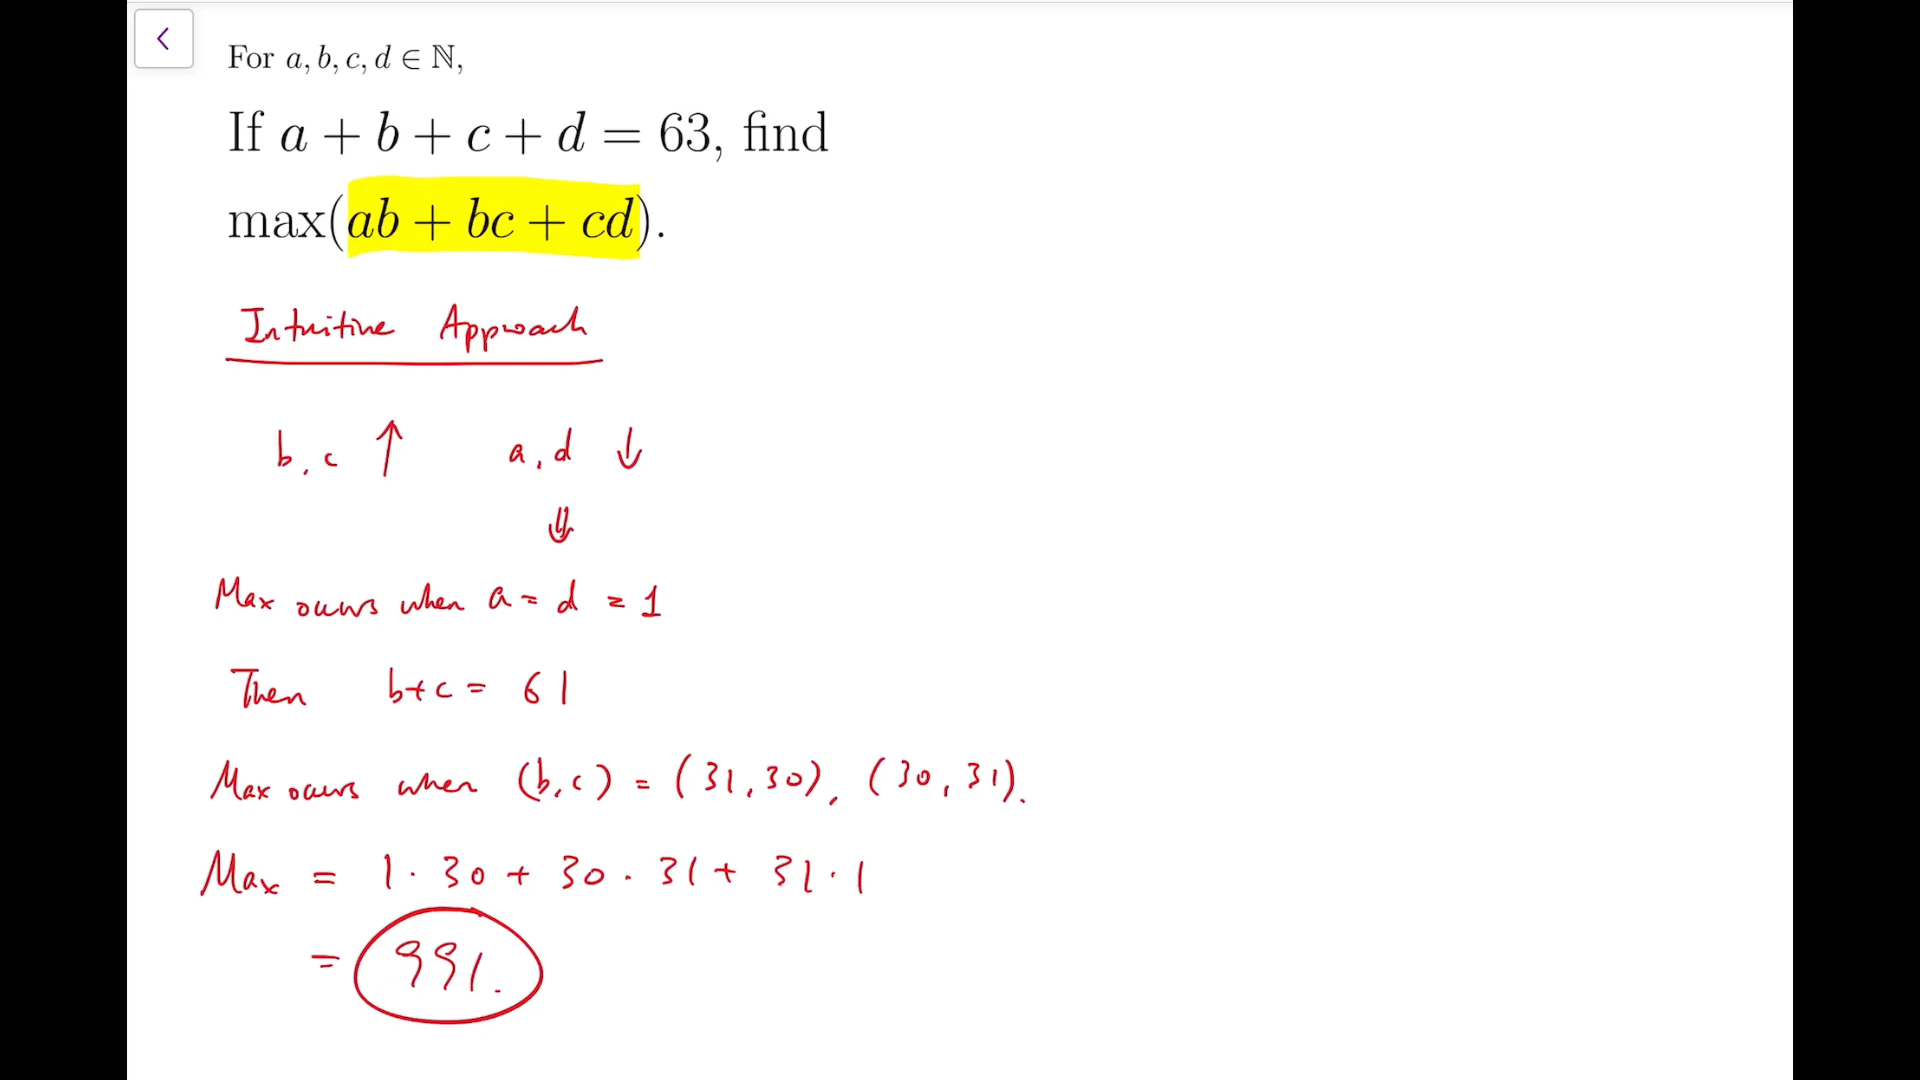 For a, b, c, d ∈ ℕ,
If a + b + c + d = 63, find
max(ab + bc + cd).
Intuitive Approach
b, c ↑ a, d ↓
⇓
Max occurs when a = d = 1
Then b + c = 61
Max occurs when (b, c) = (31, 30), (30, 31).
Max = 1 · 30 + 30 · 31 + 31 · 1
= 991.